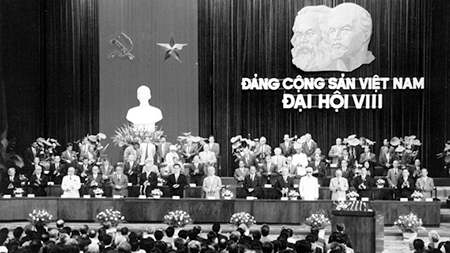 ĐẢNG CỘNG SẢN VIỆT NAM
ĐẠI HỘI VIII